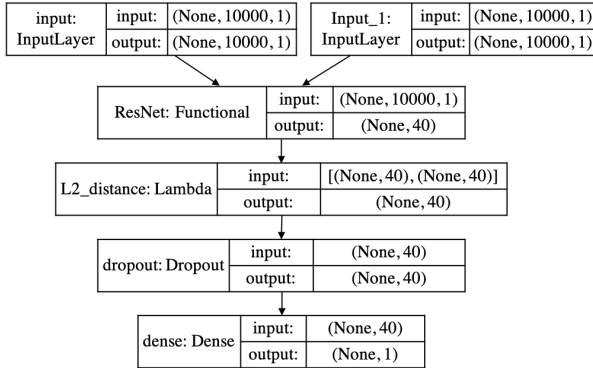 input: InputLayer
input: (None, 10000, 1)
output: (None, 10000, 1)
Input_1: InputLayer
input: (None, 10000, 1)
output: (None, 10000, 1)
ResNet: Functional
input: (None, 10000, 1)
output: (None, 40)
L2_distance: Lambda
input: [(None, 40), (None, 40)]
output: (None, 40)
dropout: Dropout
input: (None, 40)
output: (None, 40)
dense: Dense
input: (None, 40)
output: (None, 1)